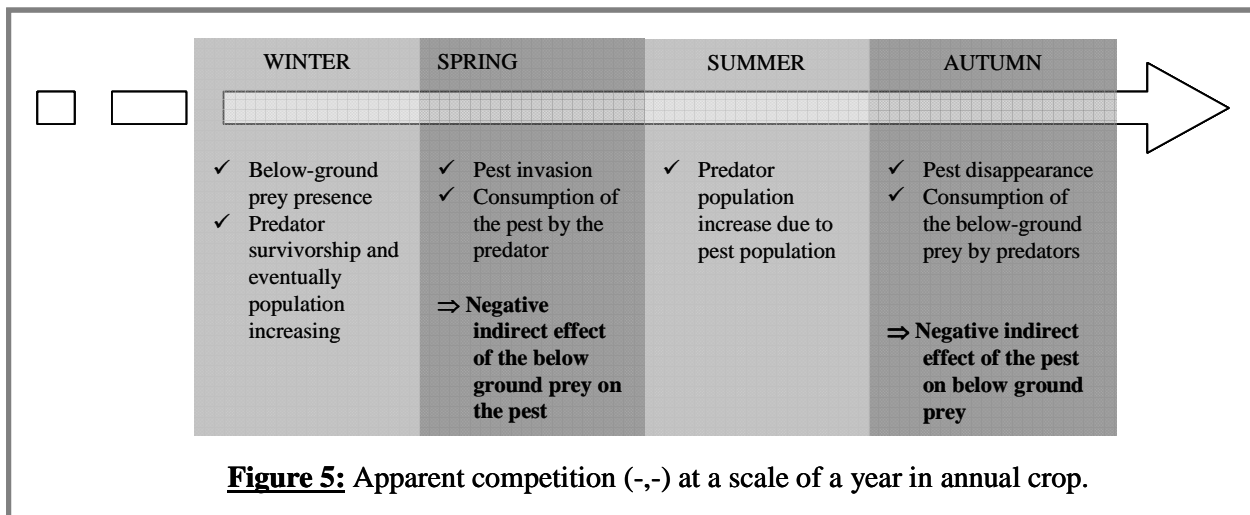 WINTER
SPRING
SUMMER
AUTUMN
✓ Below-ground
prey presence
✓ Predator
survivorship and
eventually
population
increasing
✓ Pest invasion
✓ Consumption of
the pest by the
predator
⇒ Negative
indirect effect
of the below
ground prey on
the pest
✓ Predator
population
increase due to
pest population
✓ Pest disappearance
✓ Consumption of
the below-ground
prey by predators
⇒ Negative indirect
effect of the pest
on below ground
prey
Figure 5: Apparent competition (-,-) at a scale of a year in annual crop.